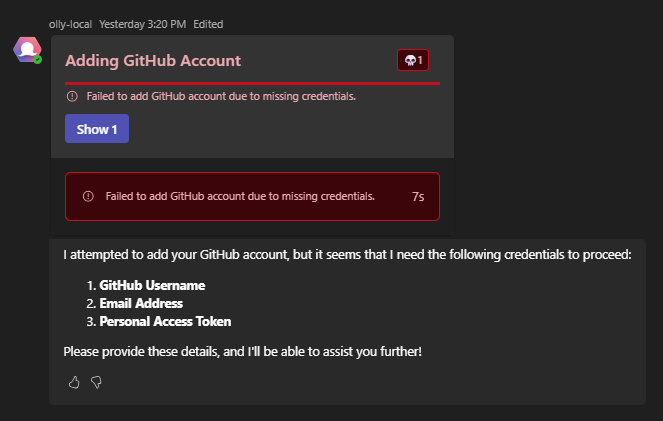 olly-local Yesterday 3:20 PM Edited
Adding GitHub Account
💀1
Failed to add GitHub account due to missing credentials.
Show 1
Failed to add GitHub account due to missing credentials. 7s
I attempted to add your GitHub account, but it seems that I need the following credentials to proceed:
1. GitHub Username
2. Email Address
3. Personal Access Token
Please provide these details, and I'll be able to assist you further!